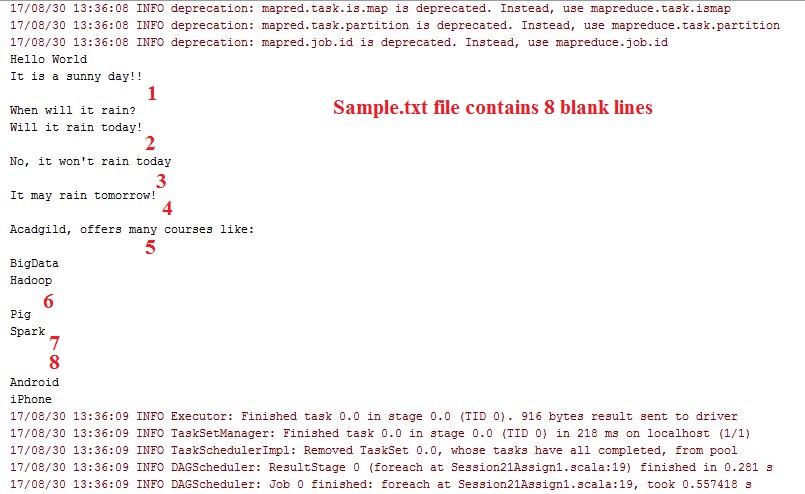 17/08/30 13:36:08 INFO deprecation: mapred.task.is.map is deprecated. Instead, use mapreduce.task.ismap
17/08/30 13:36:08 INFO deprecation: mapred.task.partition is deprecated. Instead, use mapreduce.task.partition
17/08/30 13:36:08 INFO deprecation: mapred.job.id is deprecated. Instead, use mapreduce.job.id
Hello World
It is a sunny day!!
1
Sample.txt file contains 8 blank lines
When will it rain?
Will it rain today!
2
No, it won't rain today
3
It may rain tomorrow!
4
Acadgild, offers many courses like:
5
BigData
Hadoop
6
Pig
Spark
7
8
Android
iPhone
17/08/30 13:36:09 INFO Executor: Finished task 0.0 in stage 0.0 (TID 0). 916 bytes result sent to driver
17/08/30 13:36:09 INFO TaskSetManager: Finished task 0.0 in stage 0.0 (TID 0) in 218 ms on localhost (1/1)
17/08/30 13:36:09 INFO TaskSchedulerImpl: Removed TaskSet 0.0, whose tasks have all completed, from pool
17/08/30 13:36:09 INFO DAGScheduler: ResultStage 0 (foreach at Session21Assign1.scala:19) finished in 0.281 s
17/08/30 13:36:09 INFO DAGScheduler: Job 0 finished: foreach at Session21Assign1.scala:19, took 0.557418 s